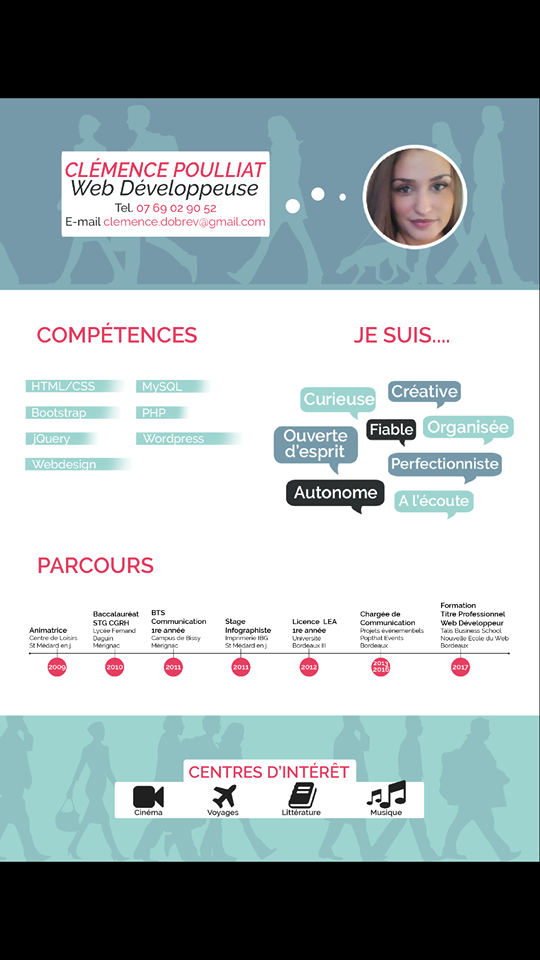 CLÉMENCE POULLIAT
Web Développeuse
Tel. 07 69 02 90 52
E-mail clemence.dobrev@gmail.com
COMPÉTENCES
HTML/CSS
MySQL
Bootstrap
PHP
jQuery
Wordpress
Webdesign
JE SUIS....
Curieuse
Créative
Ouverte
d'esprit
Fiable
Organisée
Perfectionniste
Autonome
A l'écoute
PARCOURS
Animatrice
Centre de Loisirs
St Médard en j.
2009
Baccalauréat
STG CGRH
Lycée Fernand
Daguin
Mérignac
2010
BTS
Communication
1re année
Campus de Bissy
Mérignac
2011
Stage
Infographiste
Imprimerie IBG
St Médard en j.
2011
Licence LEA
1re année
Université
Bordeaux III
2012
Chargée de
Communication
Projets évènementiels
Popthat Events
Bordeaux
2013
2016
Formation
Titre Professionnel
Web Développeur
Talis Business School
Nouvelle Ecole du Web
Bordeaux
2017
CENTRES D'INTÉRÊT
Cinéma
Voyages
Littérature
Musique